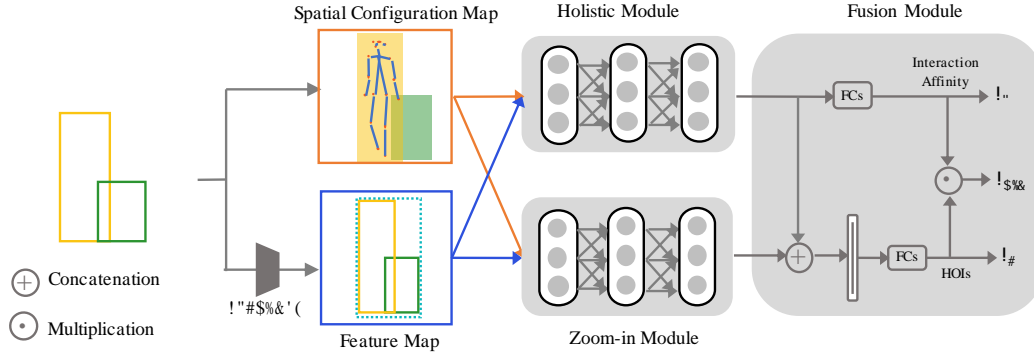 Spatial Configuration Map
Holistic Module
Fusion Module
Interaction
Affinity
FCs
!"
!$%&&
FCs
HOIs
!#
Concatenation
Multiplication
!"#$%&'(
Feature Map
Zoom-in Module